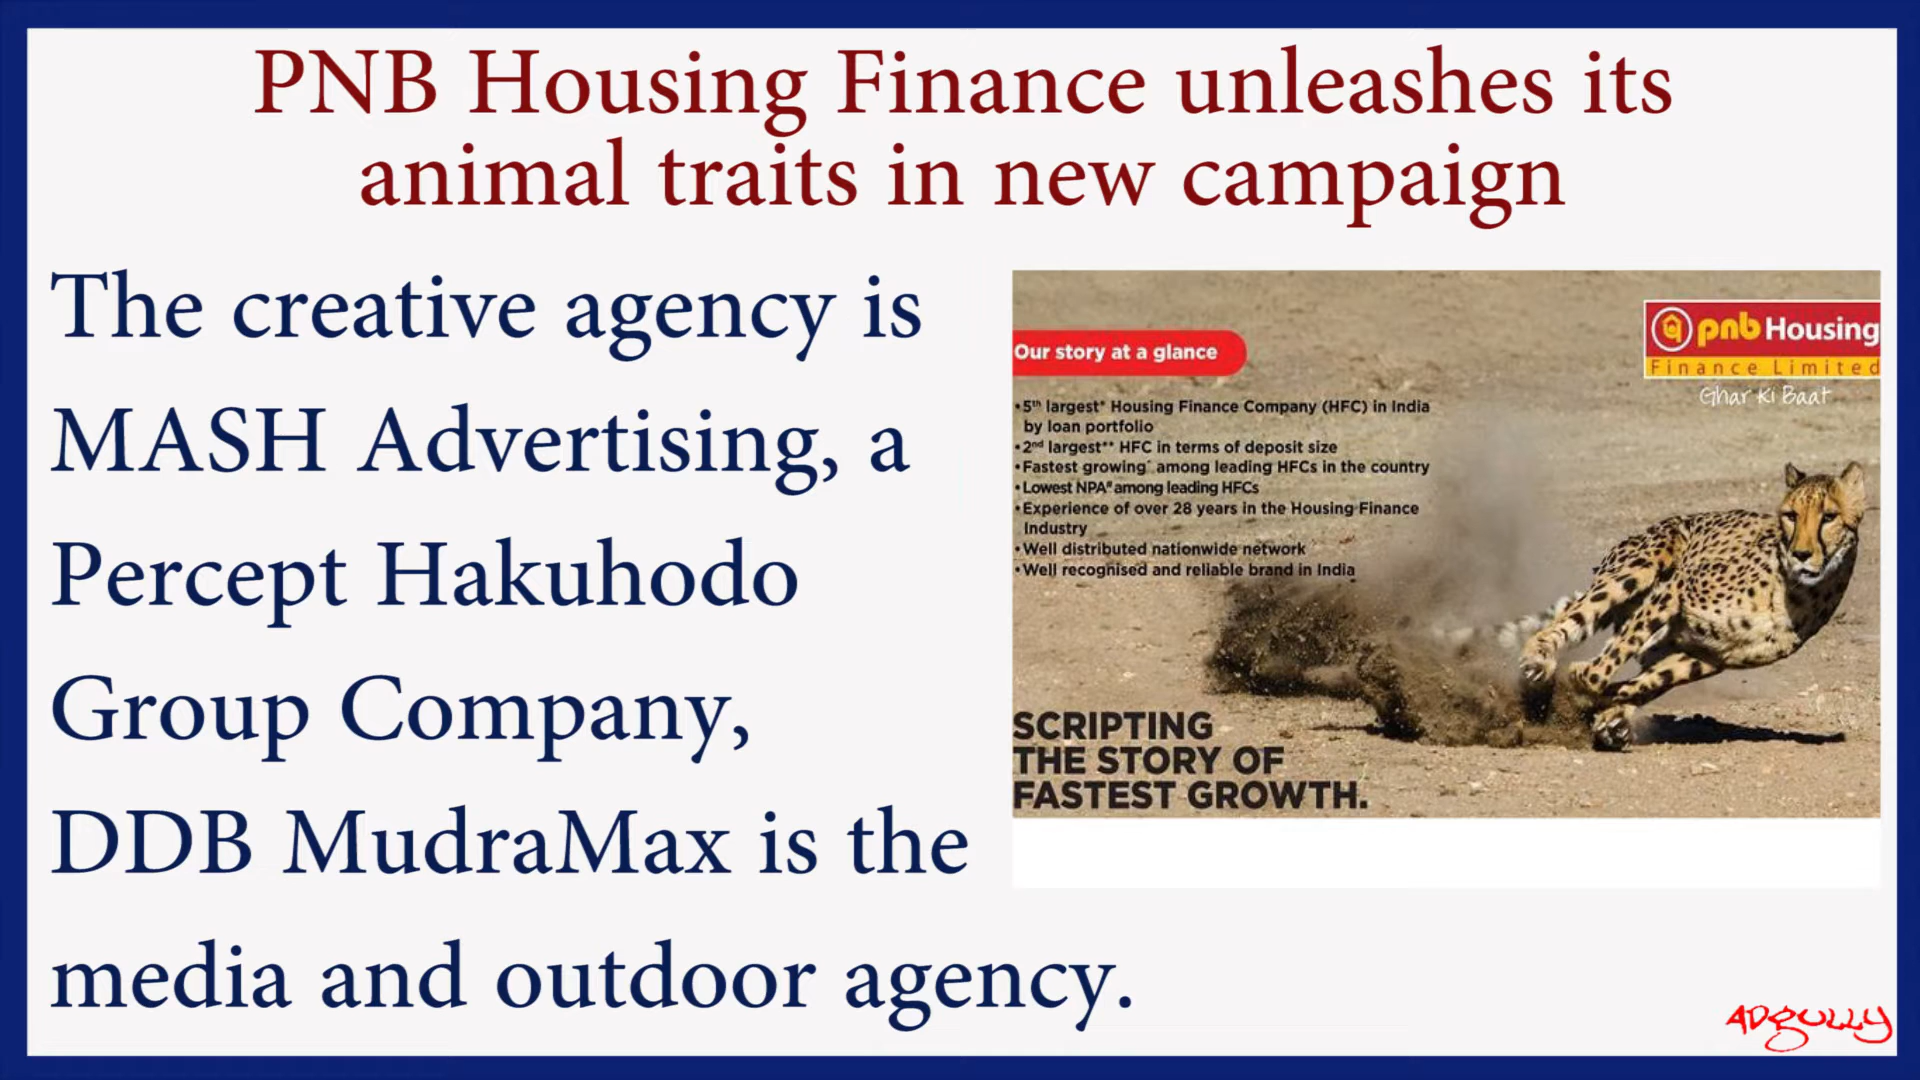 PNB Housing Finance unleashes its
animal traits in new campaign
The creative agency is
MASH Advertising, a
Percept Hakuhodo
Group Company,
DDB MudraMax is the
media and outdoor agency.
Our story at a glance
pnb Housing
Finance Limited
Ghar Ki Baat
•5th largest* Housing Finance Company (HFC) in India
by loan portfolio
•2nd largest** HFC in terms of deposit size
•Fastest growing^ among leading HFCs in the country
•Lowest NPA# among leading HFCs
•Experience of over 28 years in the Housing Finance
Industry
•Well distributed nationwide network
•Well recognised and reliable brand in India
SCRIPTING
THE STORY OF
FASTEST GROWTH.
ADGULLY